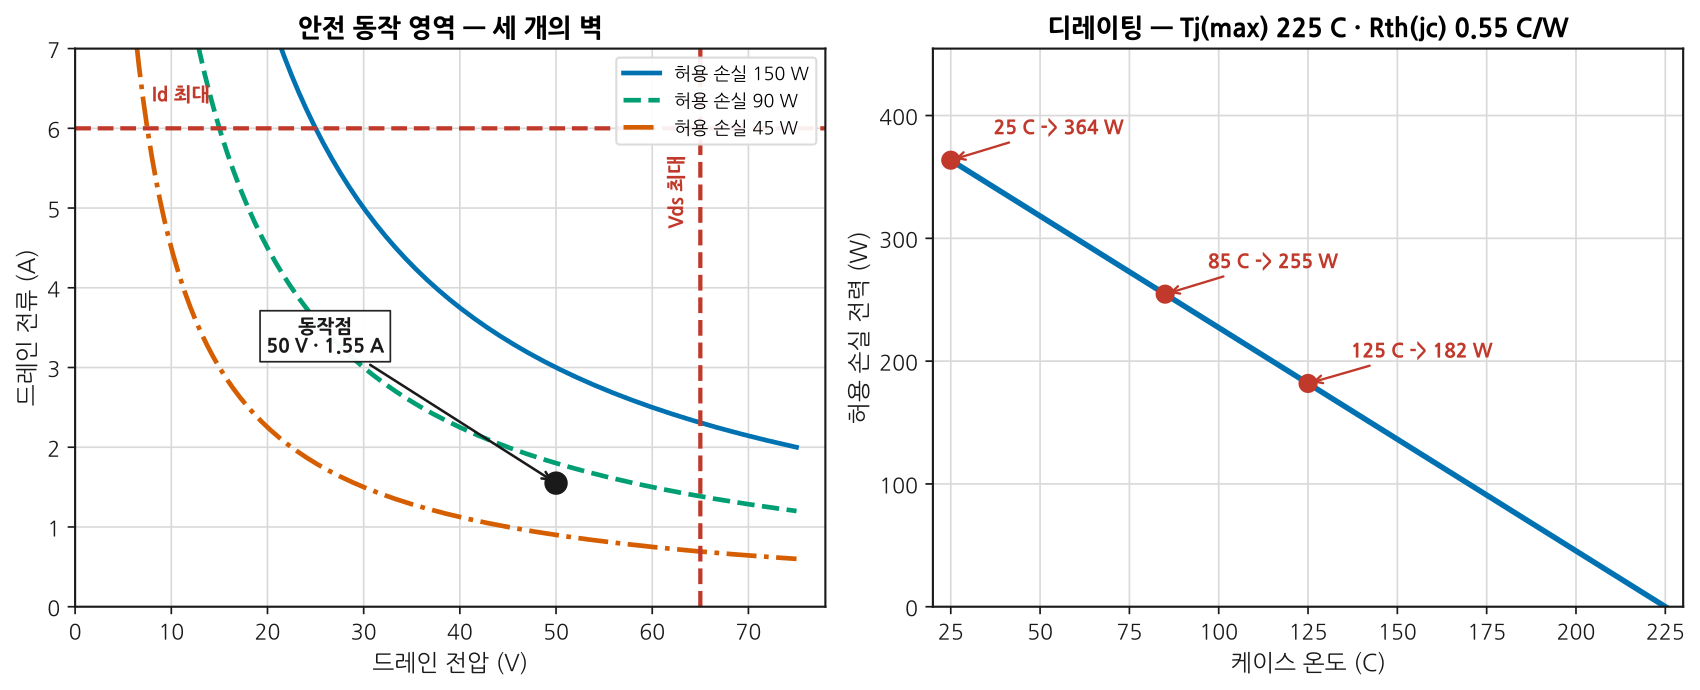 안전 동작 영역 — 세 개의 벽
드레인 전류 (A)
7
6
5
4
3
2
1
0
0 10 20 30 40 50 60 70
드레인 전압 (V)
Id 최대
Vds 최대
허용 손실 150 W
허용 손실 90 W
허용 손실 45 W
동작점
50 V · 1.55 A
디레이팅 — Tj(max) 225 C · Rth(jc) 0.55 C/W
허용 손실 전력 (W)
400
300
200
100
0
25 50 75 100 125 150 175 200 225
케이스 온도 (C)
25 C -> 364 W
85 C -> 255 W
125 C -> 182 W